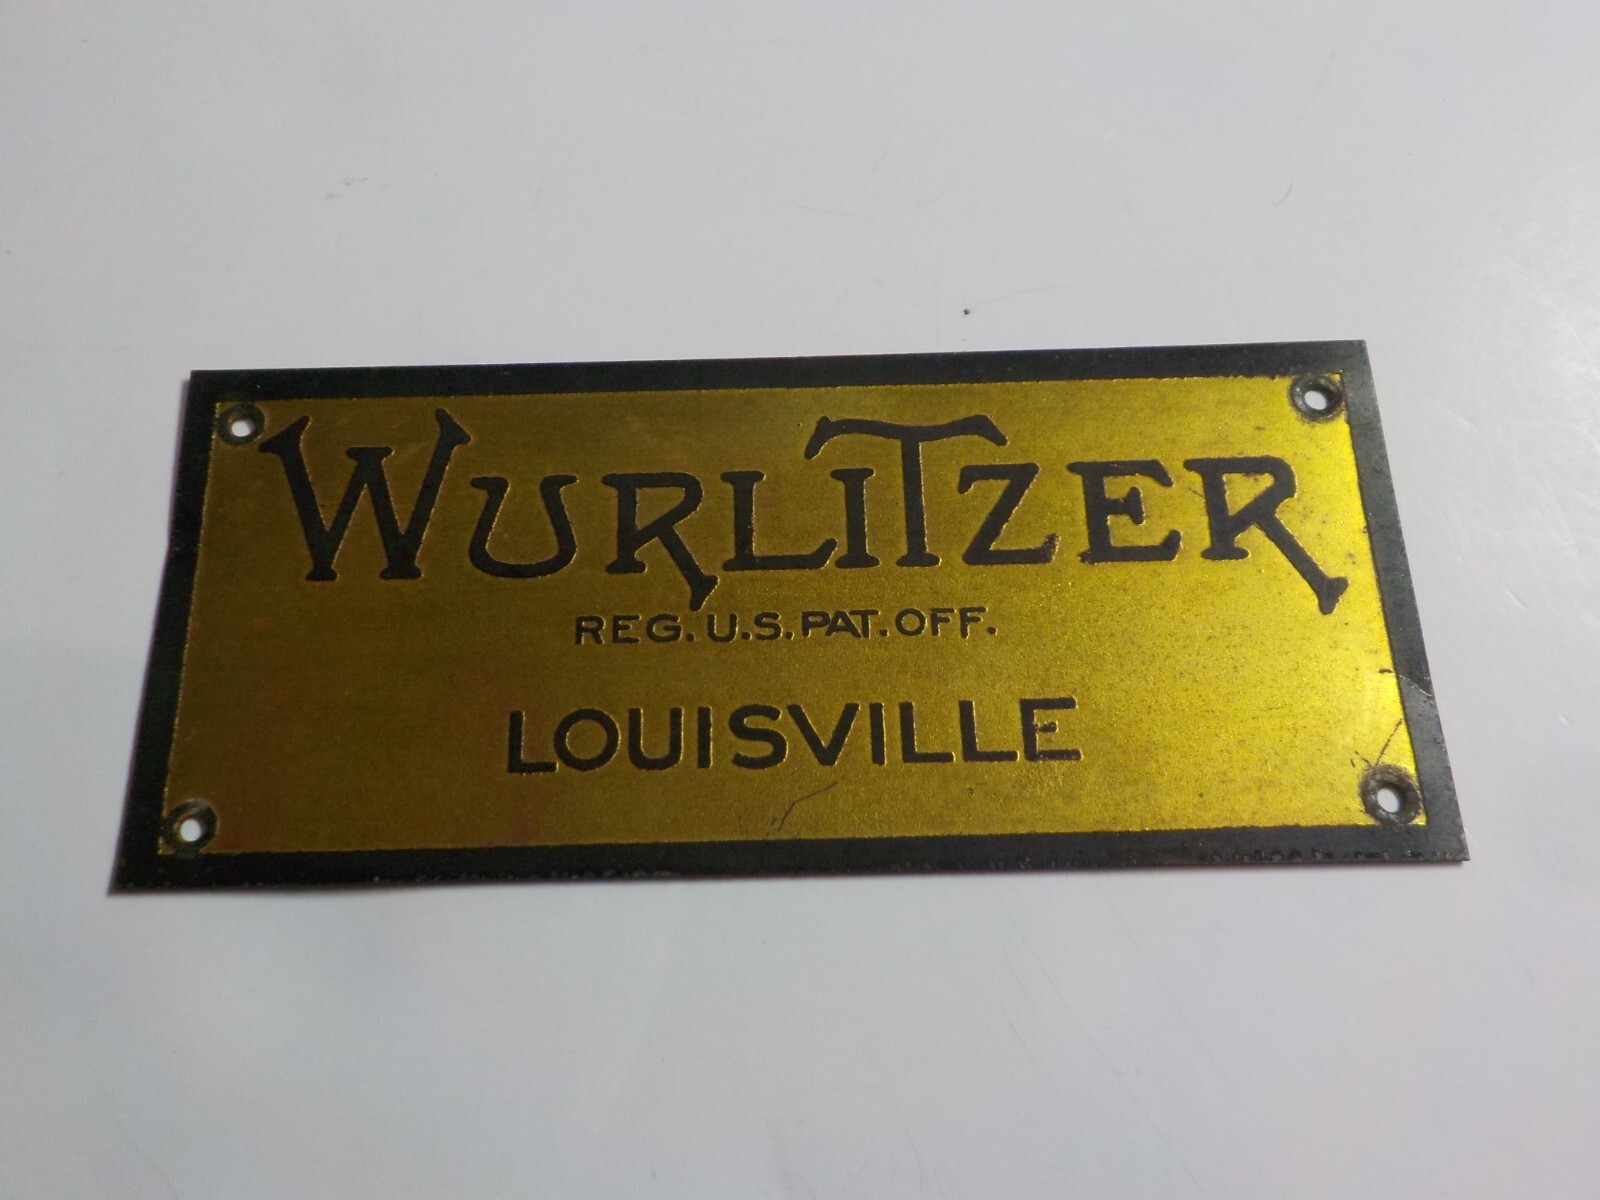 WURLITZER
REG. U.S. PAT. OFF.
LOUISVILLE